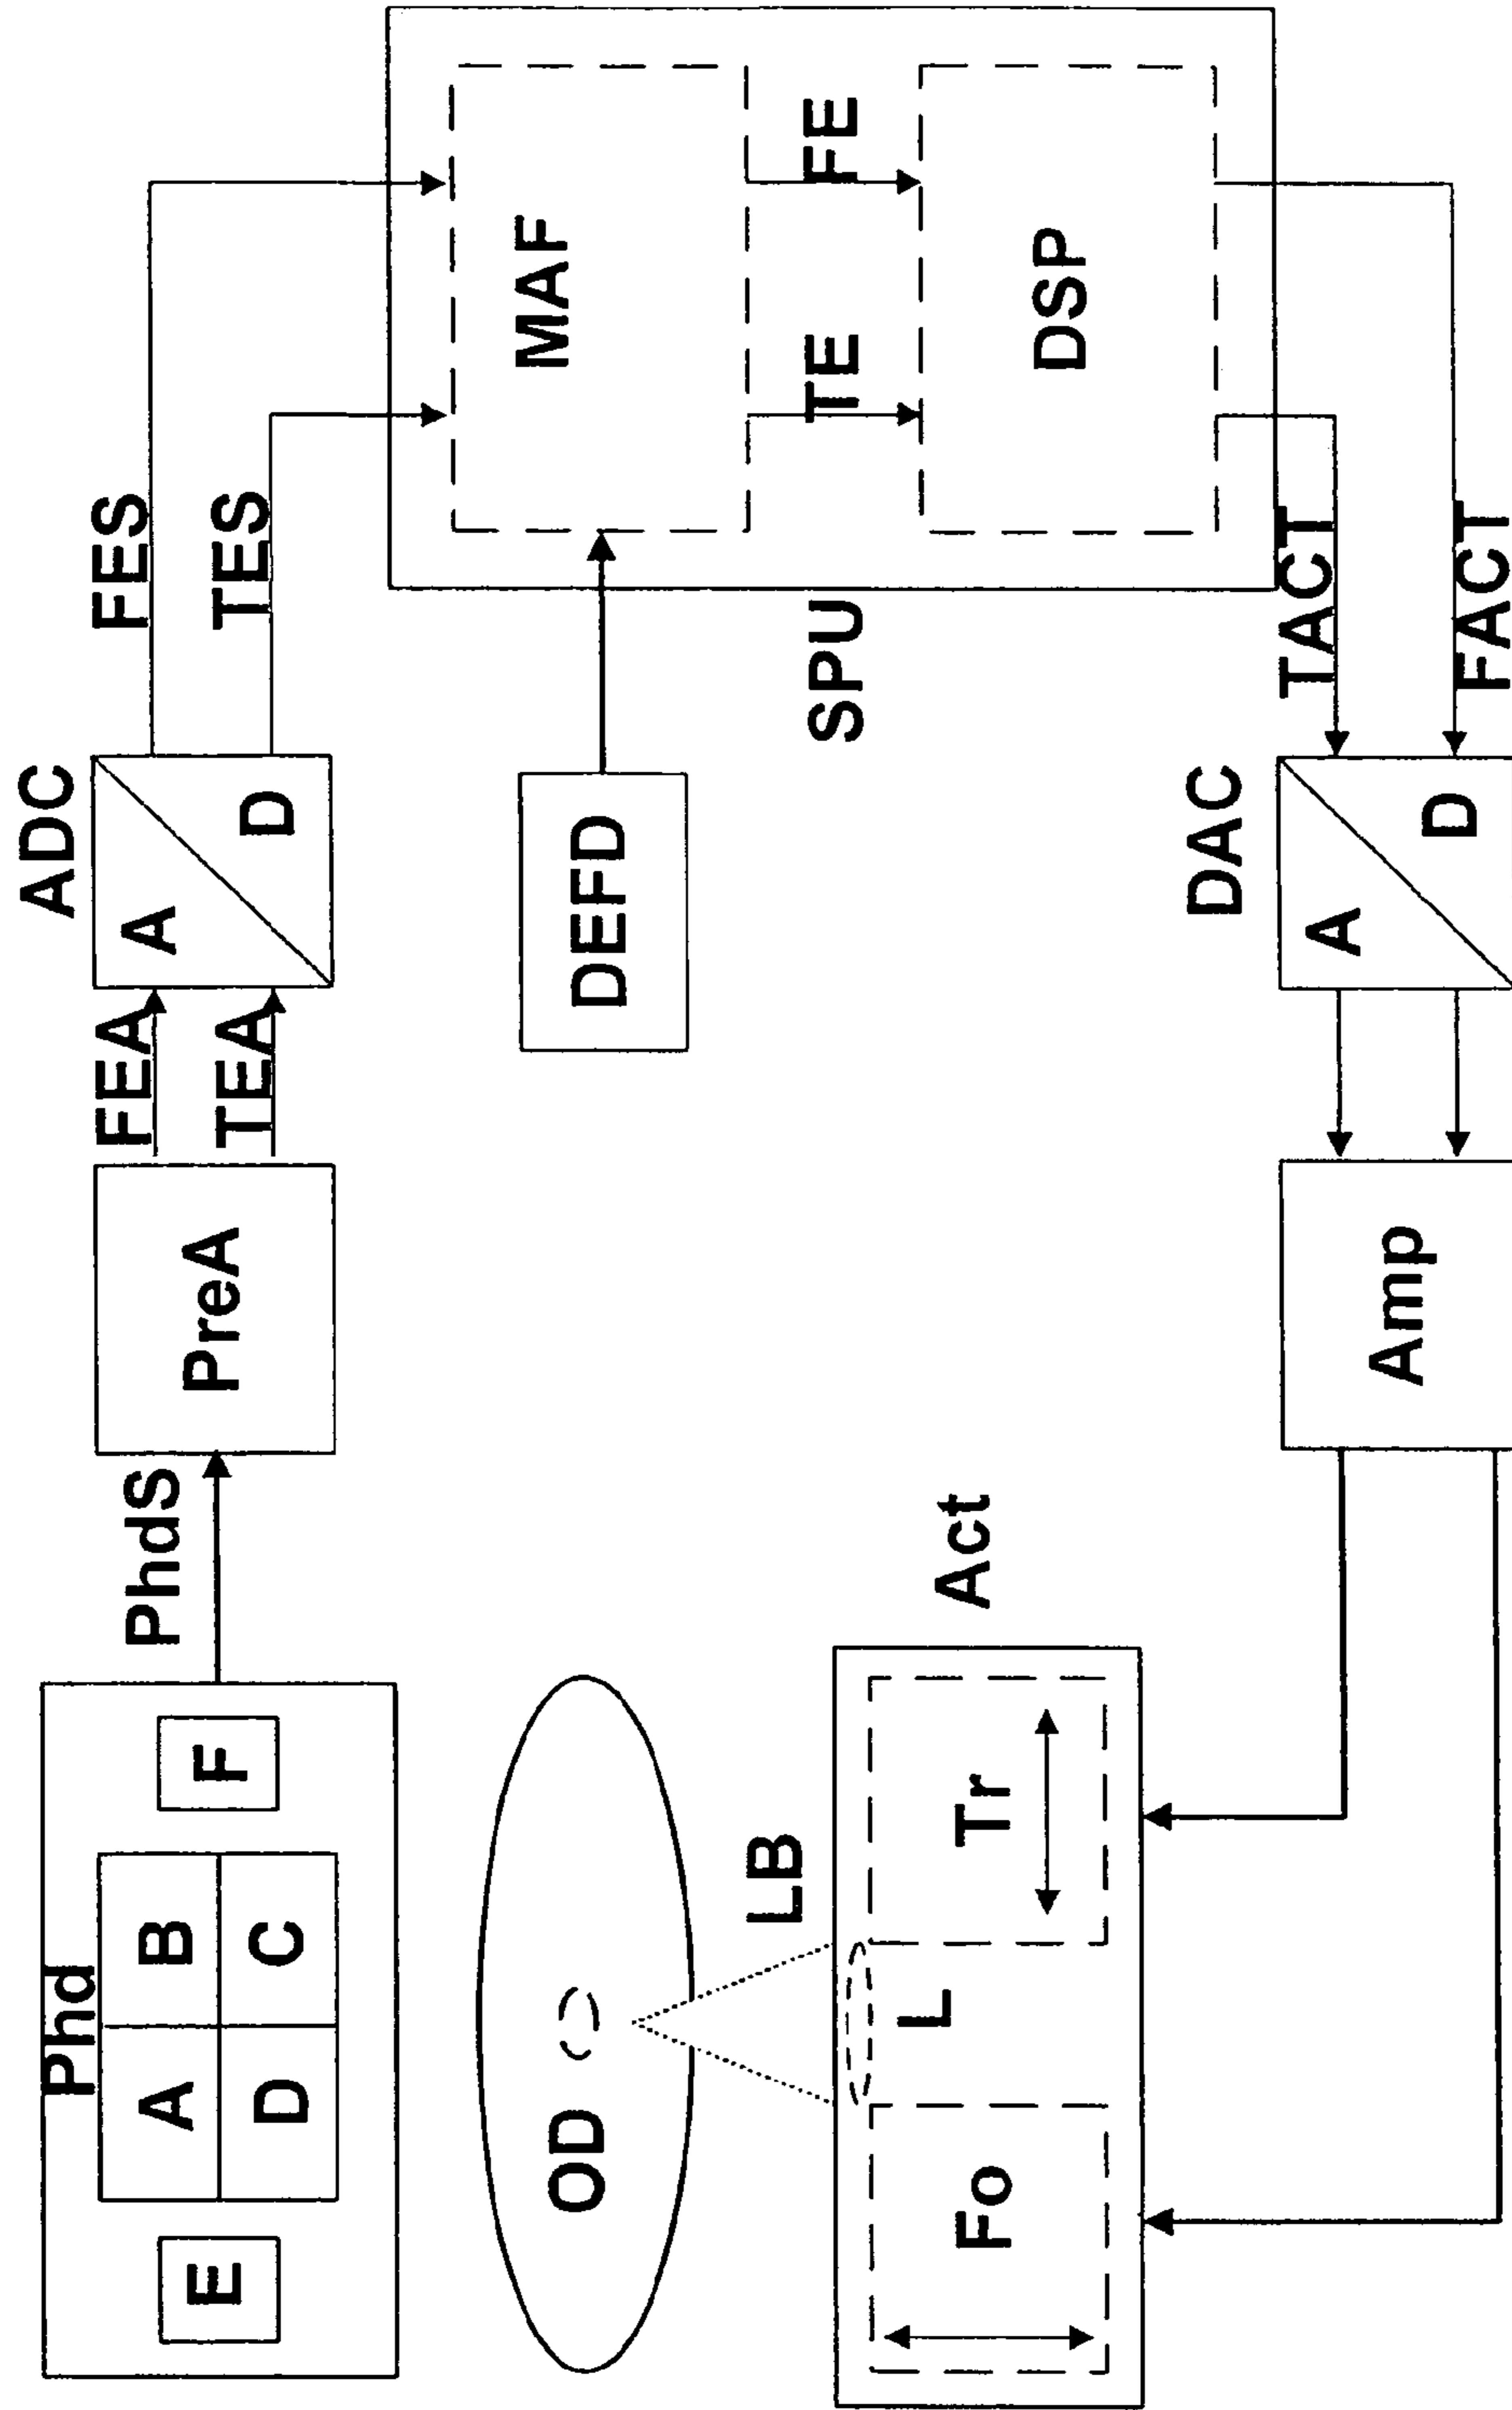 Phd
E
A
B
D
C
F
PhdS
PreA
FEA
TEA
ADC
A
D
FES
TES
OD
DEFD
MAF
TE
FE
DSP
SPU
LB
L
Fo
Tr
Act
Amp
DAC
A
D
TACT
FACT